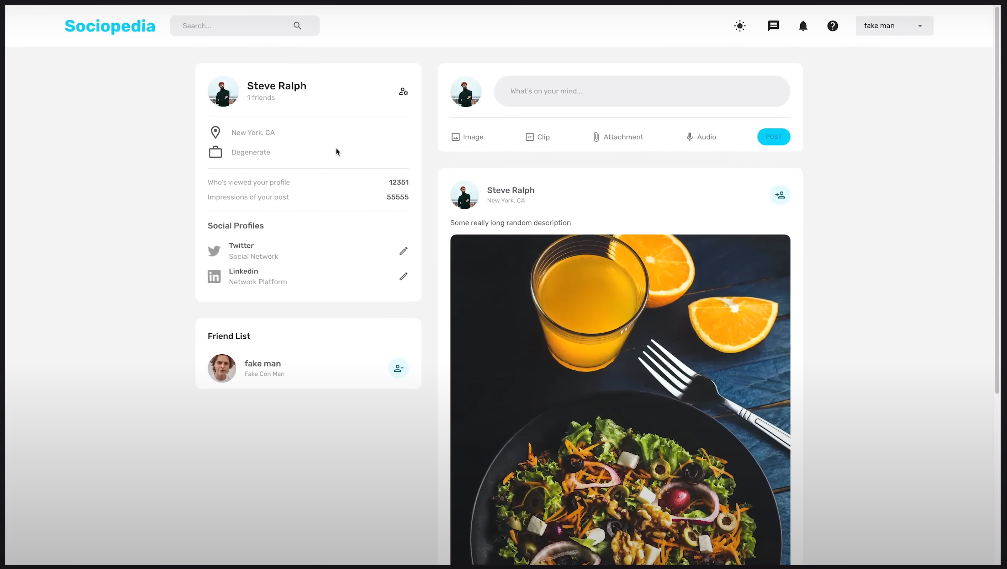 Sociopedia
Search...
fake man
Steve Ralph
1 friends
New York, CA
Degenerate
Who's viewed your profile 12351
Impressions of your post 55555
Social Profiles
Twitter
Social Network
Linkedin
Network Platform
Friend List
fake man
Fake Con Man
What's on your mind...
Image Clip Attachment Audio POST
Steve Ralph
New York, CA
Some really long random description